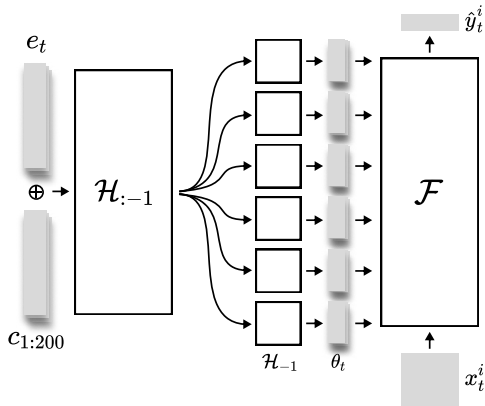 e_t
ŷ_t^i
⊕
ℋ_{:−1}
ℱ
c_{1:200}
ℋ_{−1}
θ_t
x_t^i